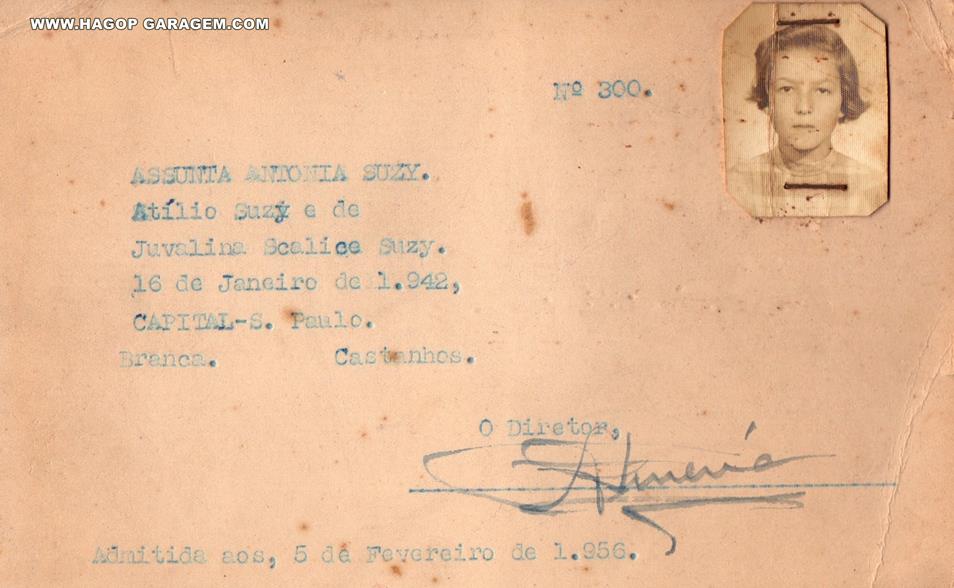 WWW.HAGOP GARAGEM.COM
Nº 300.
ASSUNTA ANTONIA SUZY.
Atílio Suzy e de
Juvalina Scalice Suzy.
16 de Janeiro de 1.942,
CAPITAL-S. Paulo.
Branca. Castanhos.
O Diretor,
Admitida aos, 5 de Fevereiro de 1.956.